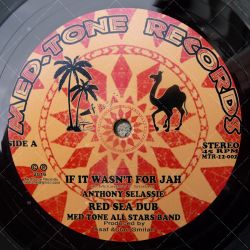 MED.TONE RECORDS
SIDE A
STEREO
45 RPM
MTR-12-002
IF IT WASN'T FOR JAH
ANTHONY SELASSIE
RED SEA DUB
MED TONE ALL STARS BAND
Produced by